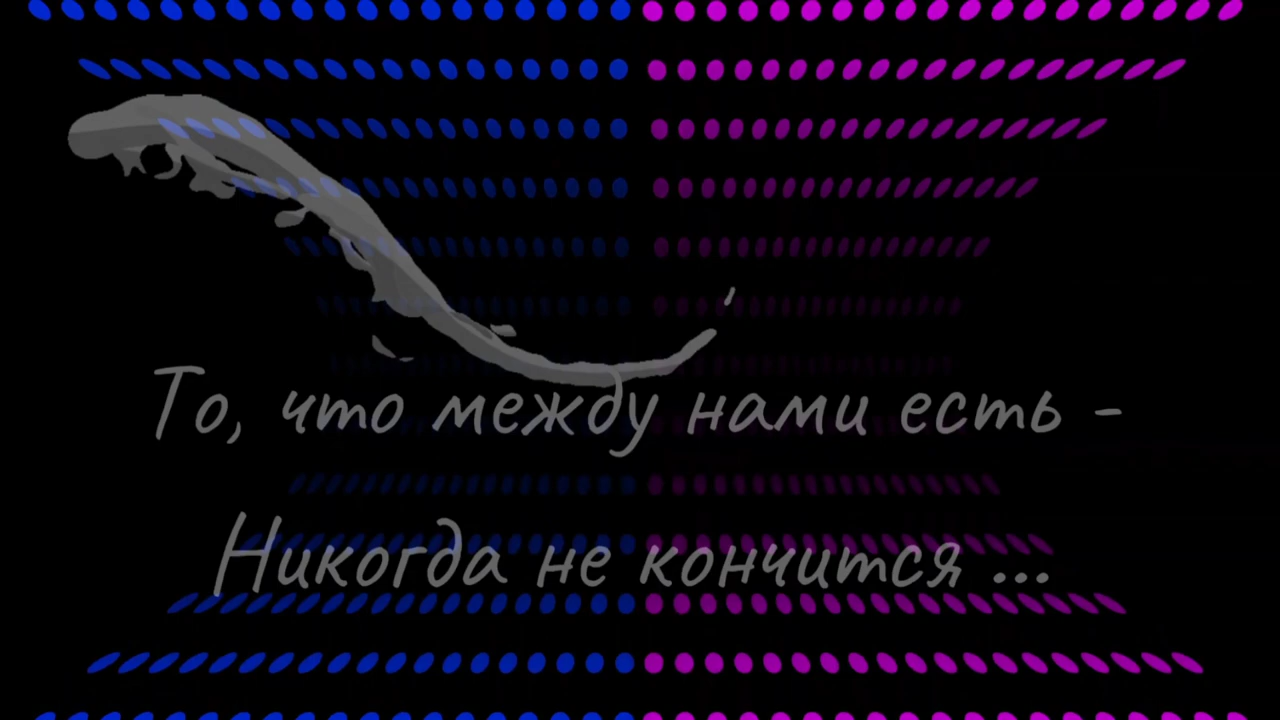 То, что между нами есть -
Никогда не кончится ...